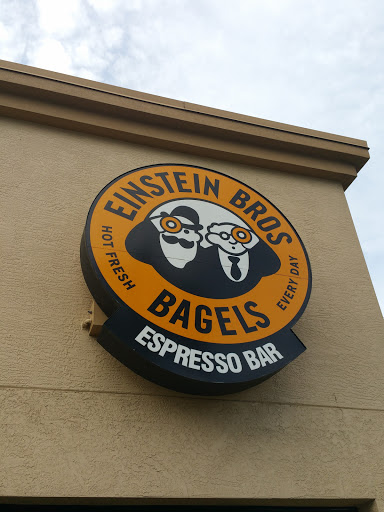 EINSTEIN BROS
HOT FRESH
EVERY DAY
BAGELS
ESPRESSO BAR